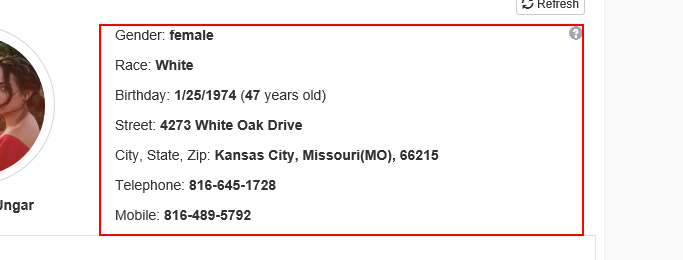 Refresh
Gender: female
Race: White
Birthday: 1/25/1974 (47 years old)
Street: 4273 White Oak Drive
City, State, Zip: Kansas City, Missouri(MO), 66215
Telephone: 816-645-1728
Ungar
Mobile: 816-489-5792